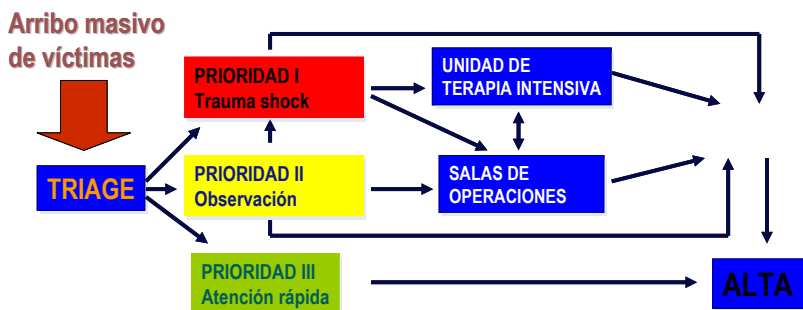 Arribo masivo
de víctimas
PRIORIDAD I
Trauma shock
UNIDAD DE
TERAPIA INTENSIVA
TRIAGE
PRIORIDAD II
Observación
SALAS DE
OPERACIONES
PRIORIDAD III
Atención rápida
ALTA